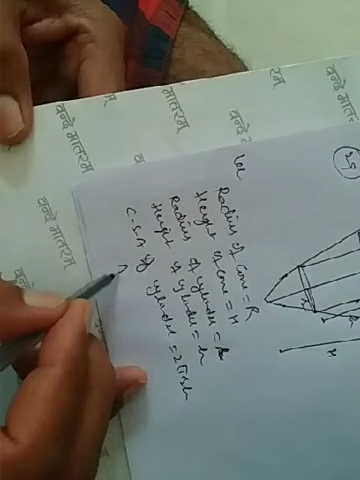 29
let
Radius of Cone = R
Height of Cone = H
Radius of cylinder = r
Height of cylinder = h
C.S.A of cylinder = 2πrh
H
वन्दे मातरम्
वन्दे मातरम्
वन्दे मातरम्
वन्दे मातरम्
वन्दे मातरम्